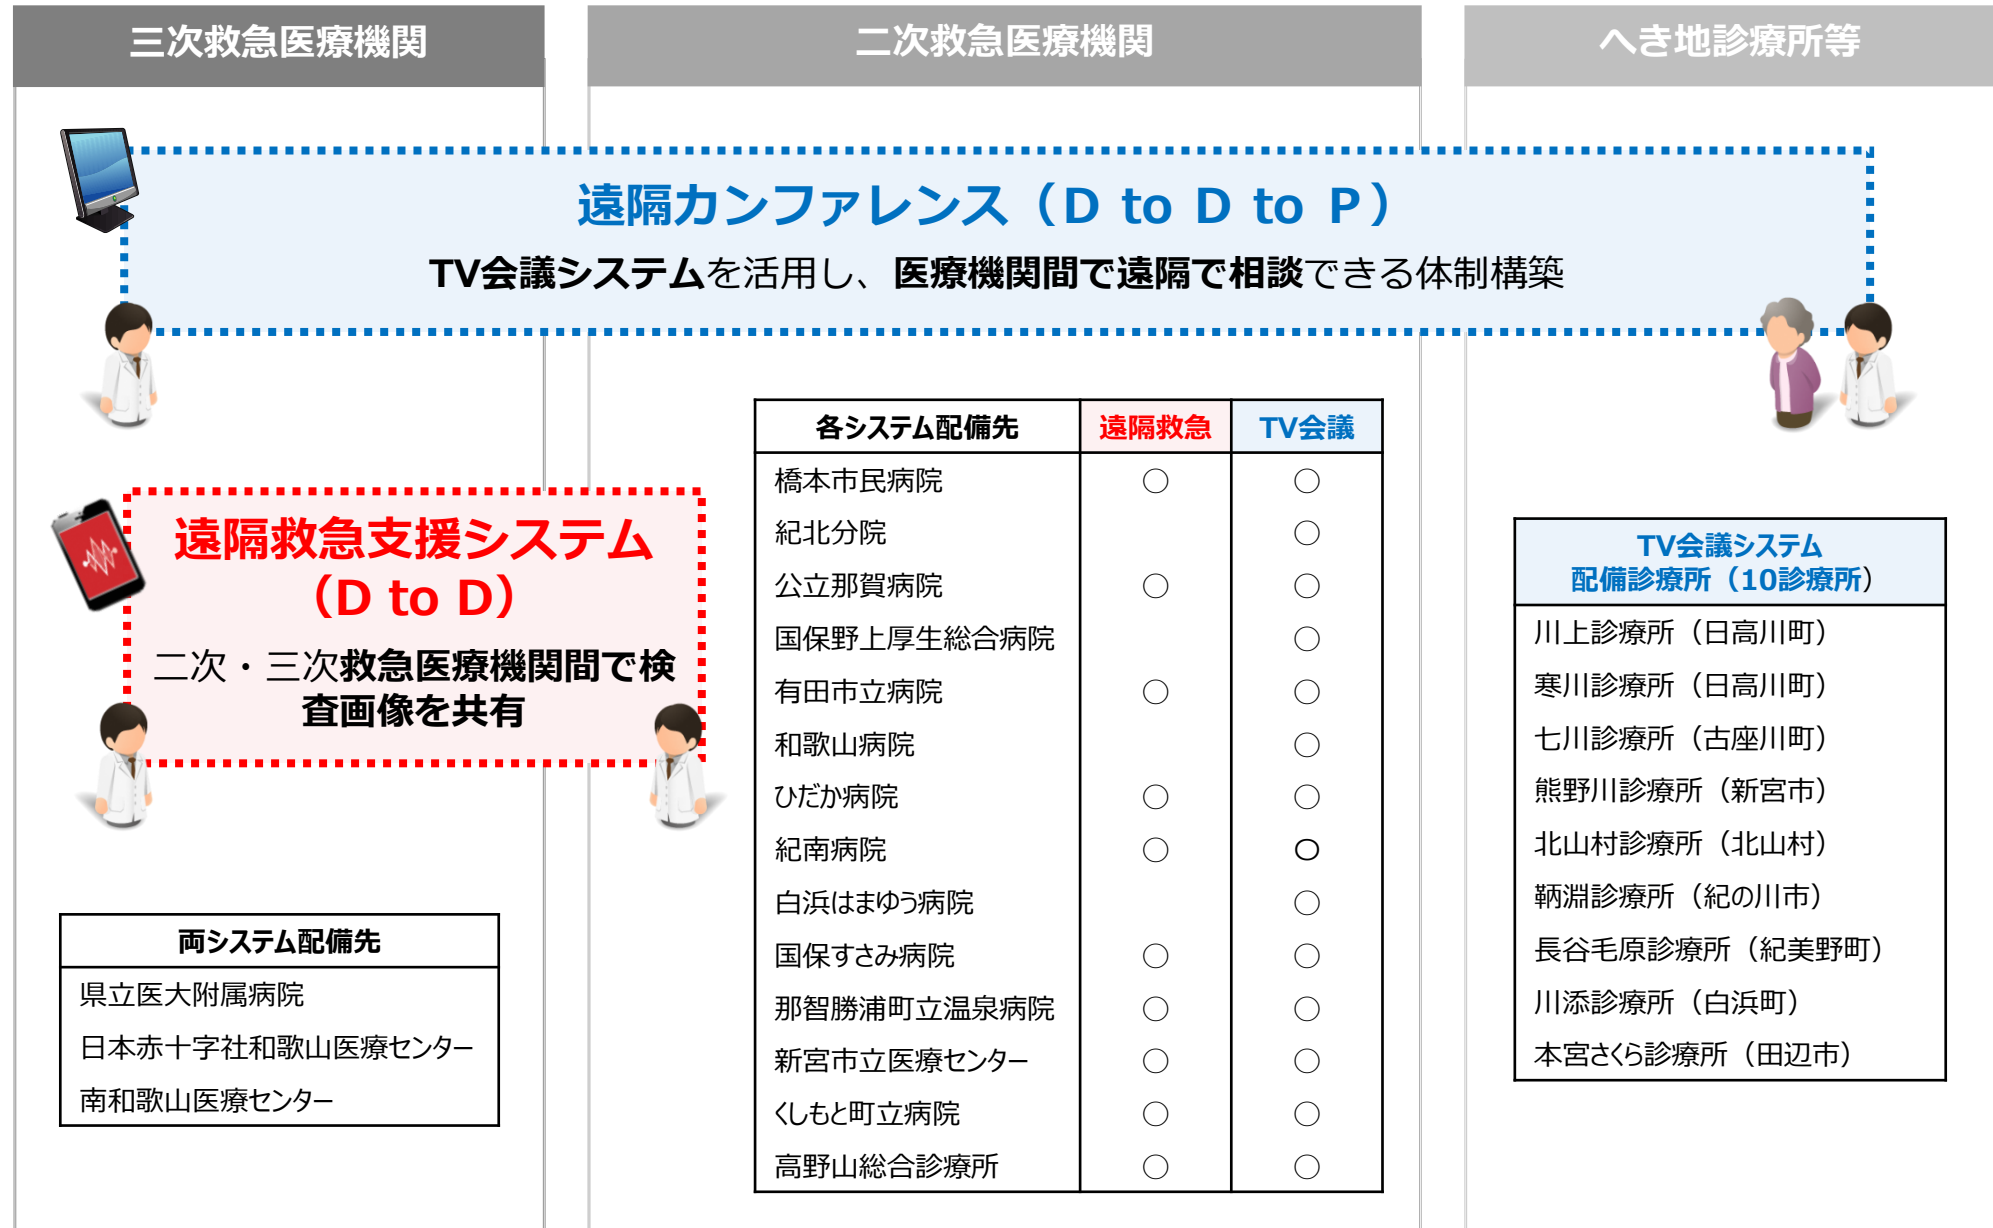 三次救急医療機関
二次救急医療機関
へき地診療所等
遠隔カンファレンス（D to D to P）
TV会議システムを活用し、医療機関間で遠隔で相談できる体制構築
遠隔救急支援システム
（D to D）
二次・三次救急医療機関間で検
査画像を共有
両システム配備先
県立医大附属病院
日本赤十字社和歌山医療センター
南和歌山医療センター
各システム配備先 遠隔救急 TV会議
橋本市民病院 ○ ○
紀北分院 ○
公立那賀病院 ○ ○
国保野上厚生総合病院 ○
有田市立病院 ○ ○
和歌山病院 ○
ひだか病院 ○ ○
紀南病院 ○ ○
白浜はまゆう病院 ○
国保すさみ病院 ○ ○
那智勝浦町立温泉病院 ○ ○
新宮市立医療センター ○ ○
くしもと町立病院 ○ ○
高野山総合診療所 ○ ○
TV会議システム
配備診療所（10診療所）
川上診療所（日高川町）
寒川診療所（日高川町）
七川診療所（古座川町）
熊野川診療所（新宮市）
北山村診療所（北山村）
鞆淵診療所（紀の川市）
長谷毛原診療所（紀美野町）
川添診療所（白浜町）
本宮さくら診療所（田辺市）